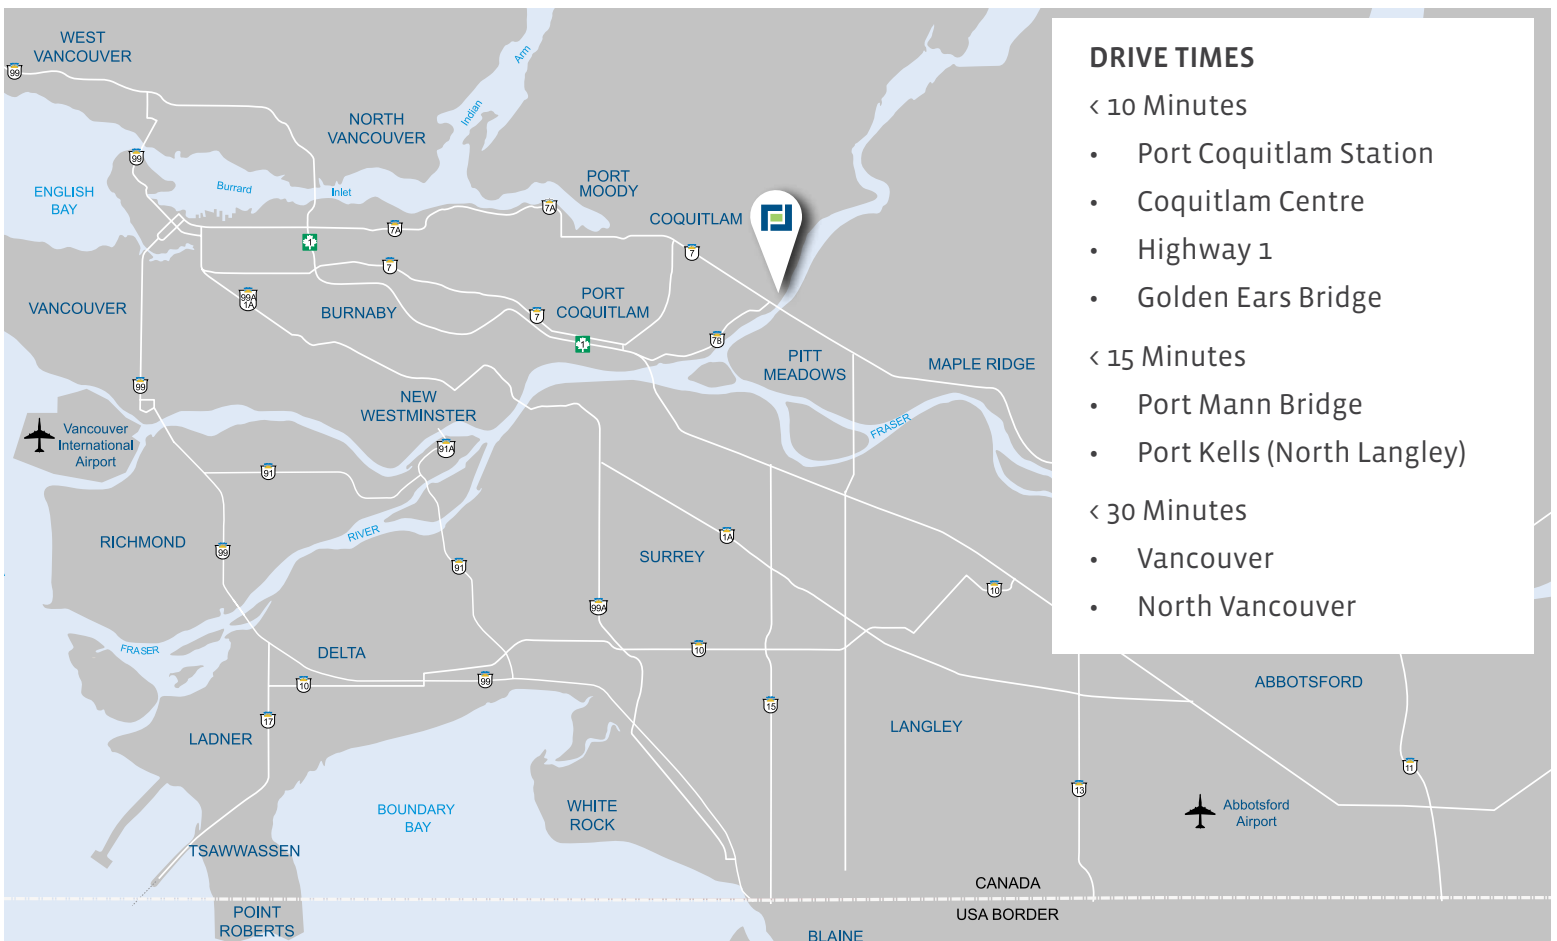 WEST
VANCOUVER
99
NORTH
VANCOUVER
Indian
Arm
99
ENGLISH
BAY
Burrard
Inlet
PORT
MOODY
7A
7A
COQUITLAM
1
7
7
VANCOUVER
99A
1A
BURNABY
PORT
COQUITLAM
7
1
7B
PITT
MEADOWS
MAPLE RIDGE
99
NEW
WESTMINSTER
91A
FRASER
Vancouver
International
Airport
91
RICHMOND
99
RIVER
91
SURREY
1A
99A
10
FRASER
DELTA
10
10
99
15
17
LADNER
LANGLEY
ABBOTSFORD
11
13
BOUNDARY
BAY
WHITE
ROCK
Abbotsford
Airport
TSAWWASSEN
CANADA
USA BORDER
POINT
ROBERTS
BLAINE
DRIVE TIMES
< 10 Minutes
• Port Coquitlam Station
• Coquitlam Centre
• Highway 1
• Golden Ears Bridge
< 15 Minutes
• Port Mann Bridge
• Port Kells (North Langley)
< 30 Minutes
• Vancouver
• North Vancouver